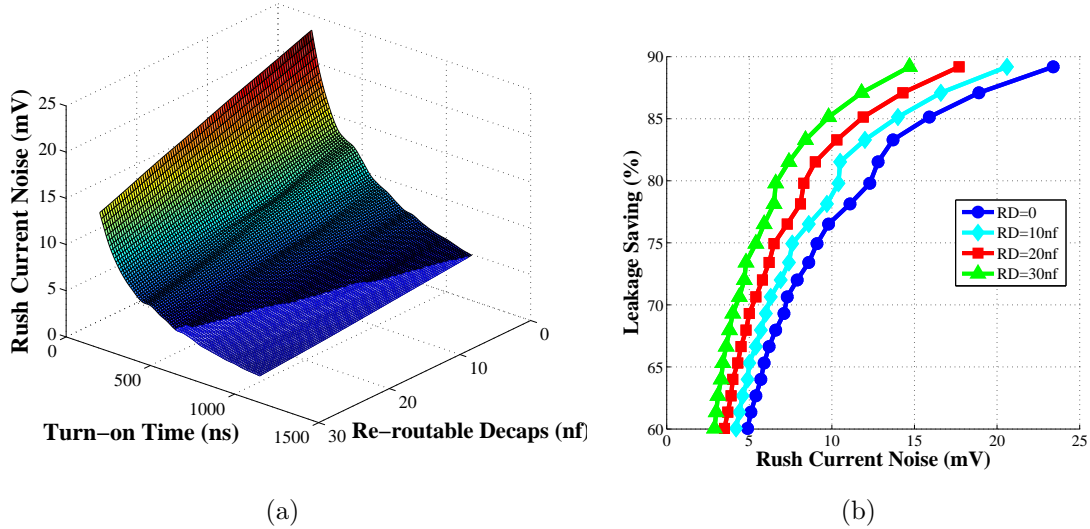 25
20
15
10
5
0
Rush Current Noise (mV)
0
500
1000
1500
Turn−on Time (ns)
30
20
10
0
Re−routable Decaps (nf)
(a)
90
85
80
75
70
65
60
Leakage Saving (%)
0
5
10
15
20
25
Rush Current Noise (mV)
RD=0
RD=10nf
RD=20nf
RD=30nf
(b)